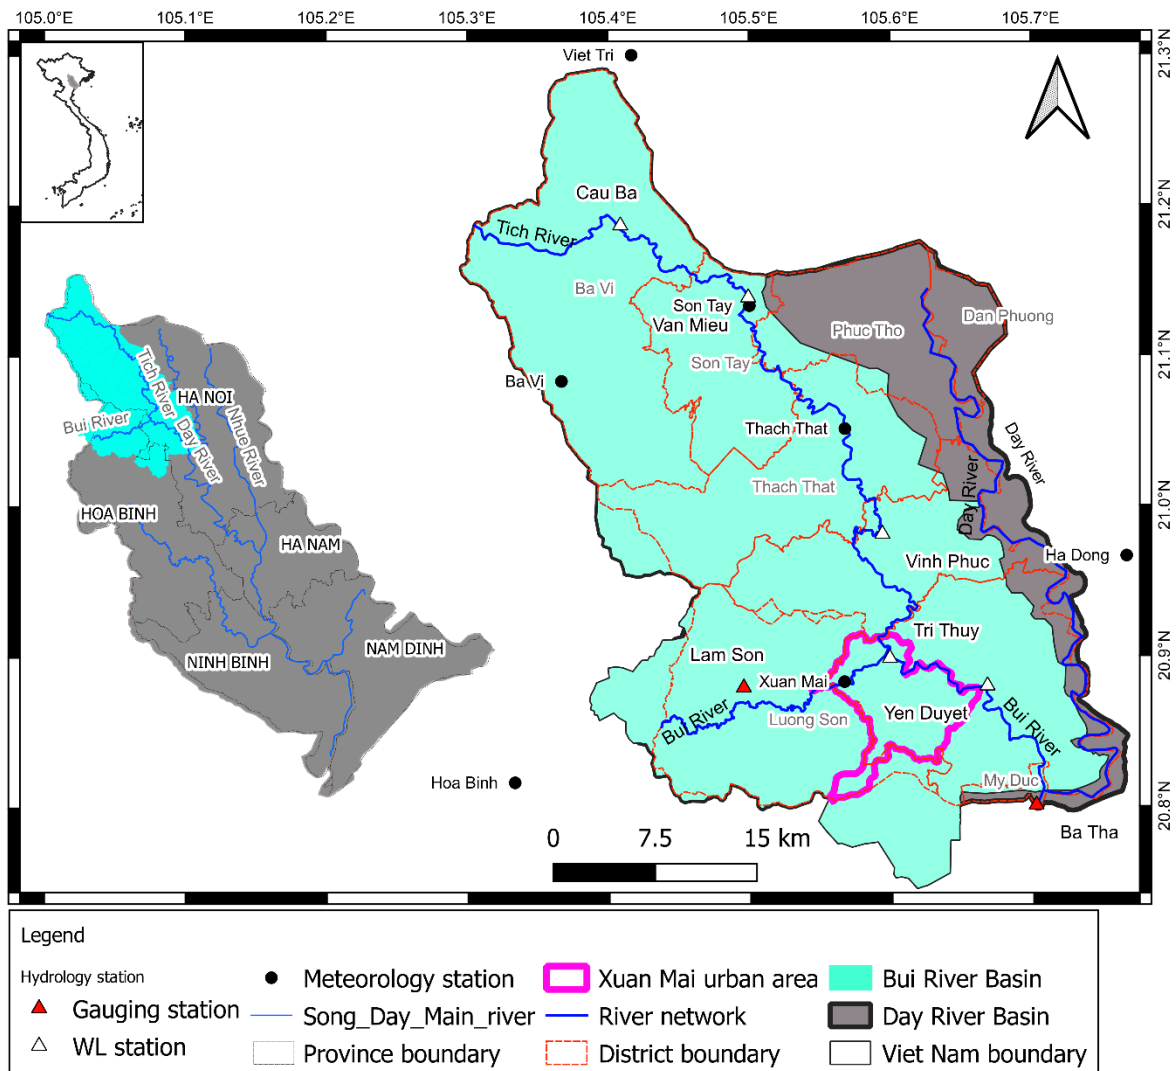 105.0°E 105.1°E 105.2°E 105.3°E 105.4°E 105.5°E 105.6°E 105.7°E
21.3°N
21.2°N
21.1°N
21.0°N
20.9°N
20.8°N
Viet Tri
Cau Ba
Tich River
Ba Vi
Son Tay
Van Mieu
Son Tay
Phuc Tho
Dan Phuong
Ba Vi
Thach That
Thach That
Day River
Day River
Vinh Phuc
Ha Dong
Tri Thuy
Lam Son
Xuan Mai
Bui River
Luong Son
Yen Duyet
Bui River
My Duc
Ba Tha
Hoa Binh
Tich River
HA NOI
Bui River
Day River
Nhue River
HOA BINH
HA NAM
NINH BINH
NAM DINH
0 7.5 15 km
Legend
Hydrology station
Gauging station
WL station
Meteorology station
Song_Day_Main_river
Province boundary
Xuan Mai urban area
River network
District boundary
Bui River Basin
Day River Basin
Viet Nam boundary